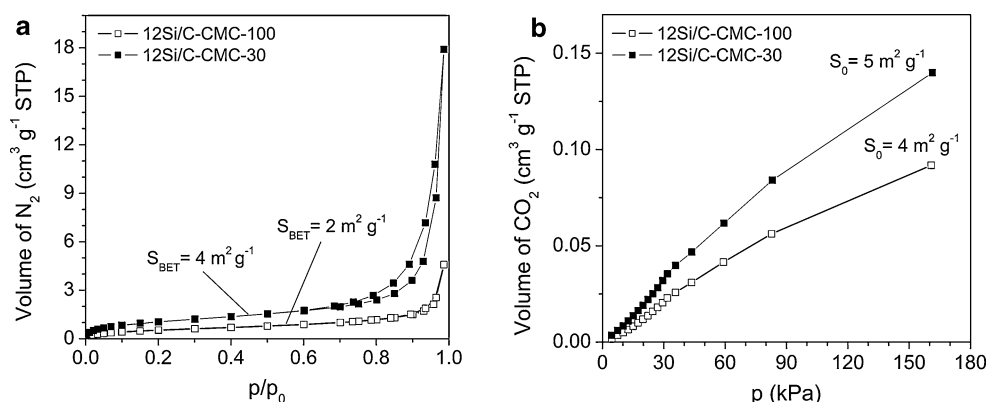 a
12Si/C-CMC-100
12Si/C-CMC-30
Volume of N₂ (cm³ g⁻¹ STP)
18
15
12
9
6
3
0
S_BET= 4 m² g⁻¹
S_BET= 2 m² g⁻¹
0.0 0.2 0.4 0.6 0.8 1.0
p/p₀
b
12Si/C-CMC-100
12Si/C-CMC-30
Volume of CO₂ (cm³ g⁻¹ STP)
0.15
0.10
0.05
0.00
S₀= 5 m² g⁻¹
S₀= 4 m² g⁻¹
0 30 60 90 120 150 180
p (kPa)